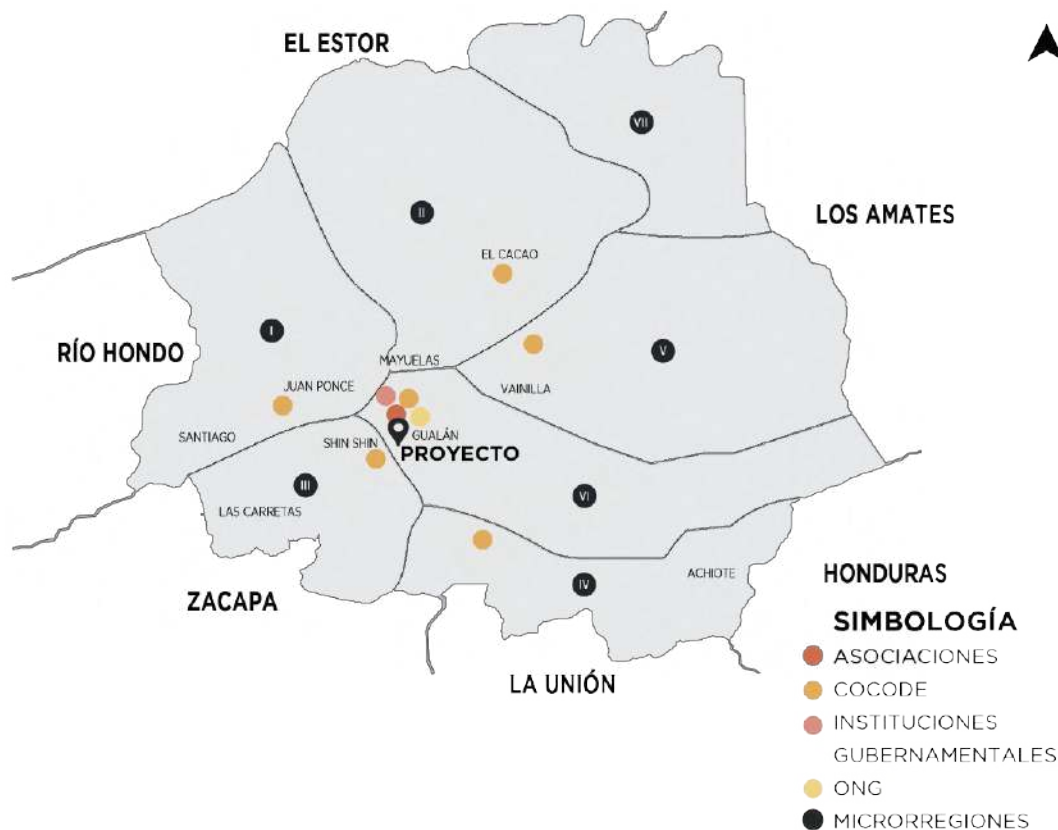 EL ESTOR
VII
II
LOS AMATES
EL CACAO
I
RÍO HONDO
V
MAYUELAS
JUAN PONCE
VAINILLA
SANTIAGO
SHIN SHIN
GUALÁN
PROYECTO
III
VI
LAS CARRETAS
ACHIOTE
HONDURAS
IV
ZACAPA
LA UNIÓN
SIMBOLOGÍA
ASOCIACIONES
COCODE
INSTITUCIONES
GUBERNAMENTALES
ONG
MICRORREGIONES